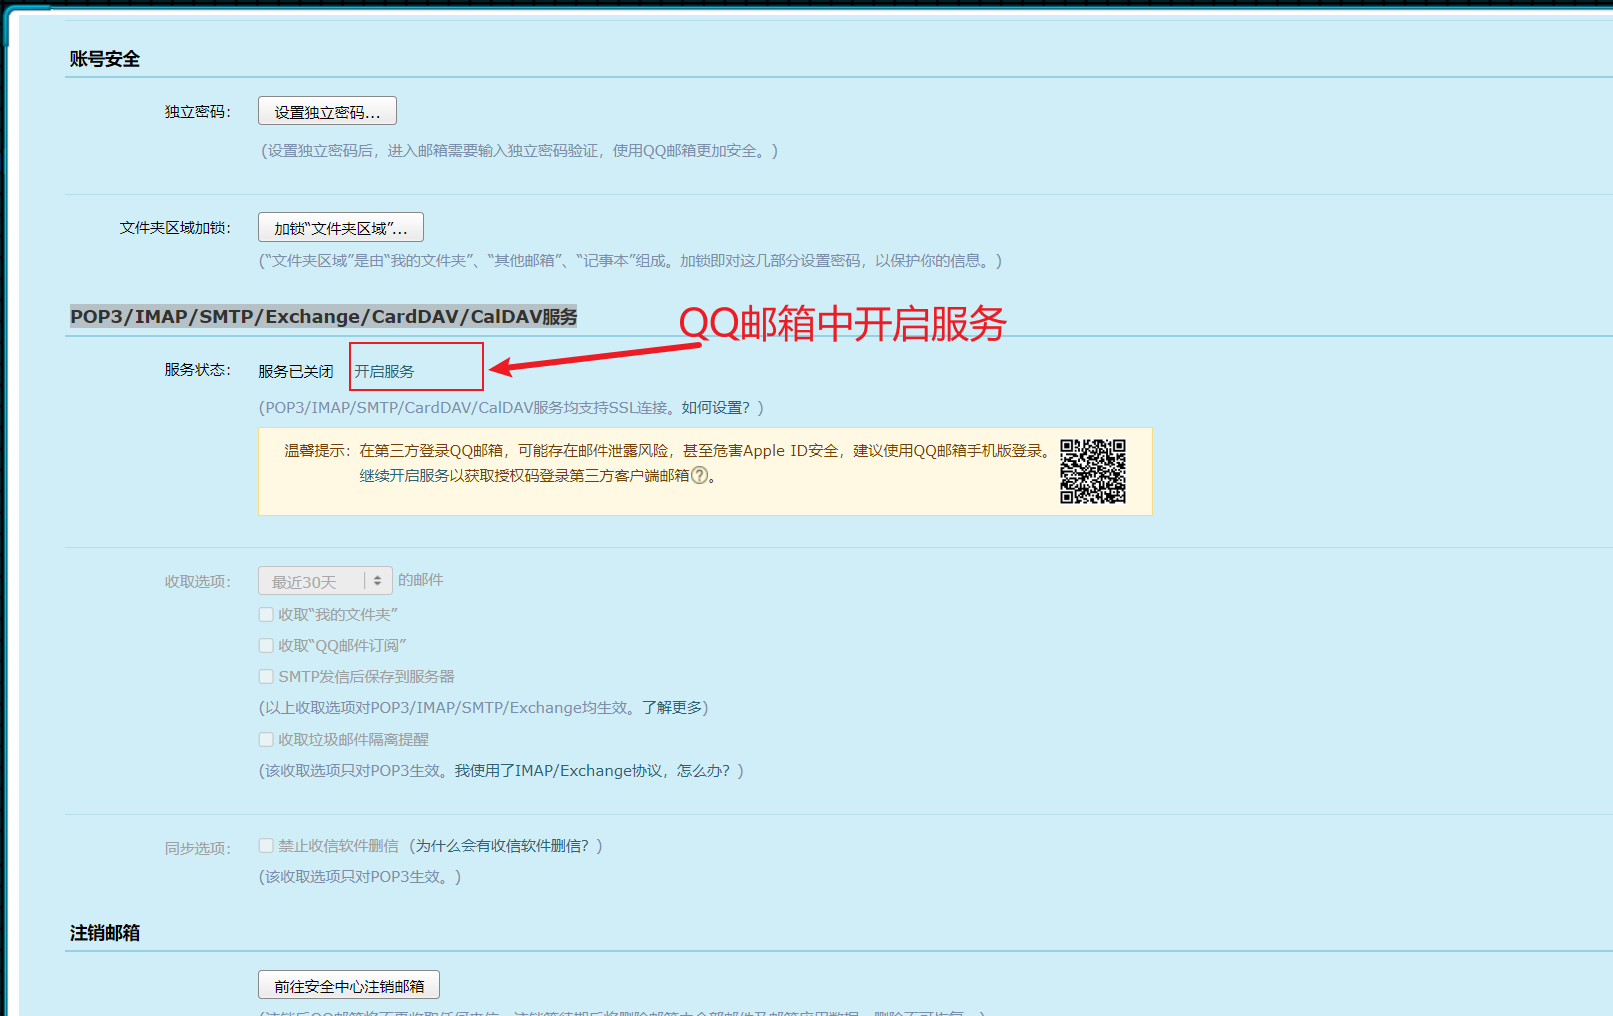 账号安全
独立密码： 设置独立密码...
(设置独立密码后，进入邮箱需要输入独立密码验证，使用QQ邮箱更加安全。)
文件夹区域加锁： 加锁“文件夹区域”...
(“文件夹区域”是由“我的文件夹”、“其他邮箱”、“记事本”组成。加锁即对这几部分设置密码，以保护你的信息。)
POP3/IMAP/SMTP/Exchange/CardDAV/CalDAV服务
QQ邮箱中开启服务
服务状态： 服务已关闭 开启服务
(POP3/IMAP/SMTP/CardDAV/CalDAV服务均支持SSL连接。如何设置？)
温馨提示：在第三方登录QQ邮箱，可能存在邮件泄露风险，甚至危害Apple ID安全，建议使用QQ邮箱手机版登录。
继续开启服务以获取授权码登录第三方客户端邮箱?。
收取选项： 最近30天 的邮件
收取“我的文件夹”
收取“QQ邮件订阅”
SMTP发信后保存到服务器
(以上收取选项对POP3/IMAP/SMTP/Exchange均生效。了解更多)
收取垃圾邮件隔离提醒
(该收取选项只对POP3生效。我使用了IMAP/Exchange协议，怎么办？)
同步选项： 禁止收信软件删信 (为什么会有收信软件删信？)
(该收取选项只对POP3生效。)
注销邮箱
前往安全中心注销邮箱